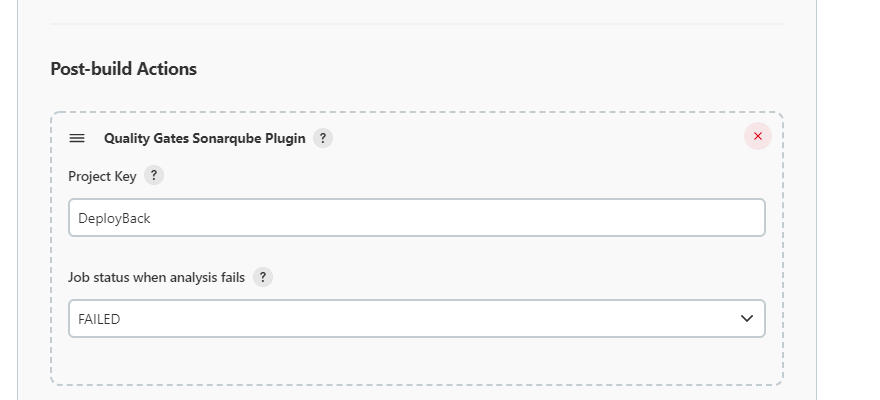 Post-build Actions
Quality Gates Sonarqube Plugin ?
Project Key ?
DeployBack
Job status when analysis fails ?
FAILED